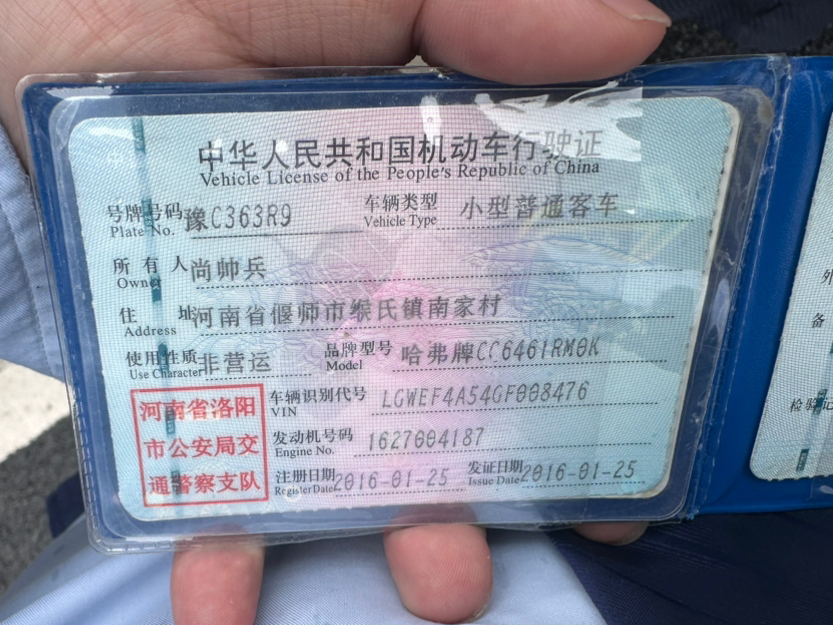 中华人民共和国机动车行驶证
Vehicle License of the People's Republic of China
号牌号码 豫C363R9 车辆类型 小型普通客车
Plate No. Vehicle Type
所有人 尚帅兵
Owner
住址 河南省偃师市缑氏镇南家村
Address
使用性质 非营运 品牌型号 哈弗牌CC6461RM0K
Use Character Model
河南省洛阳
市公安局交
通警察支队
车辆识别代号 LGWEF4A54GF008476
VIN
发动机号码 1627004187
Engine No.
注册日期 2016-01-25 发证日期 2016-01-25
Register Date Issue Date
外
备
检验记